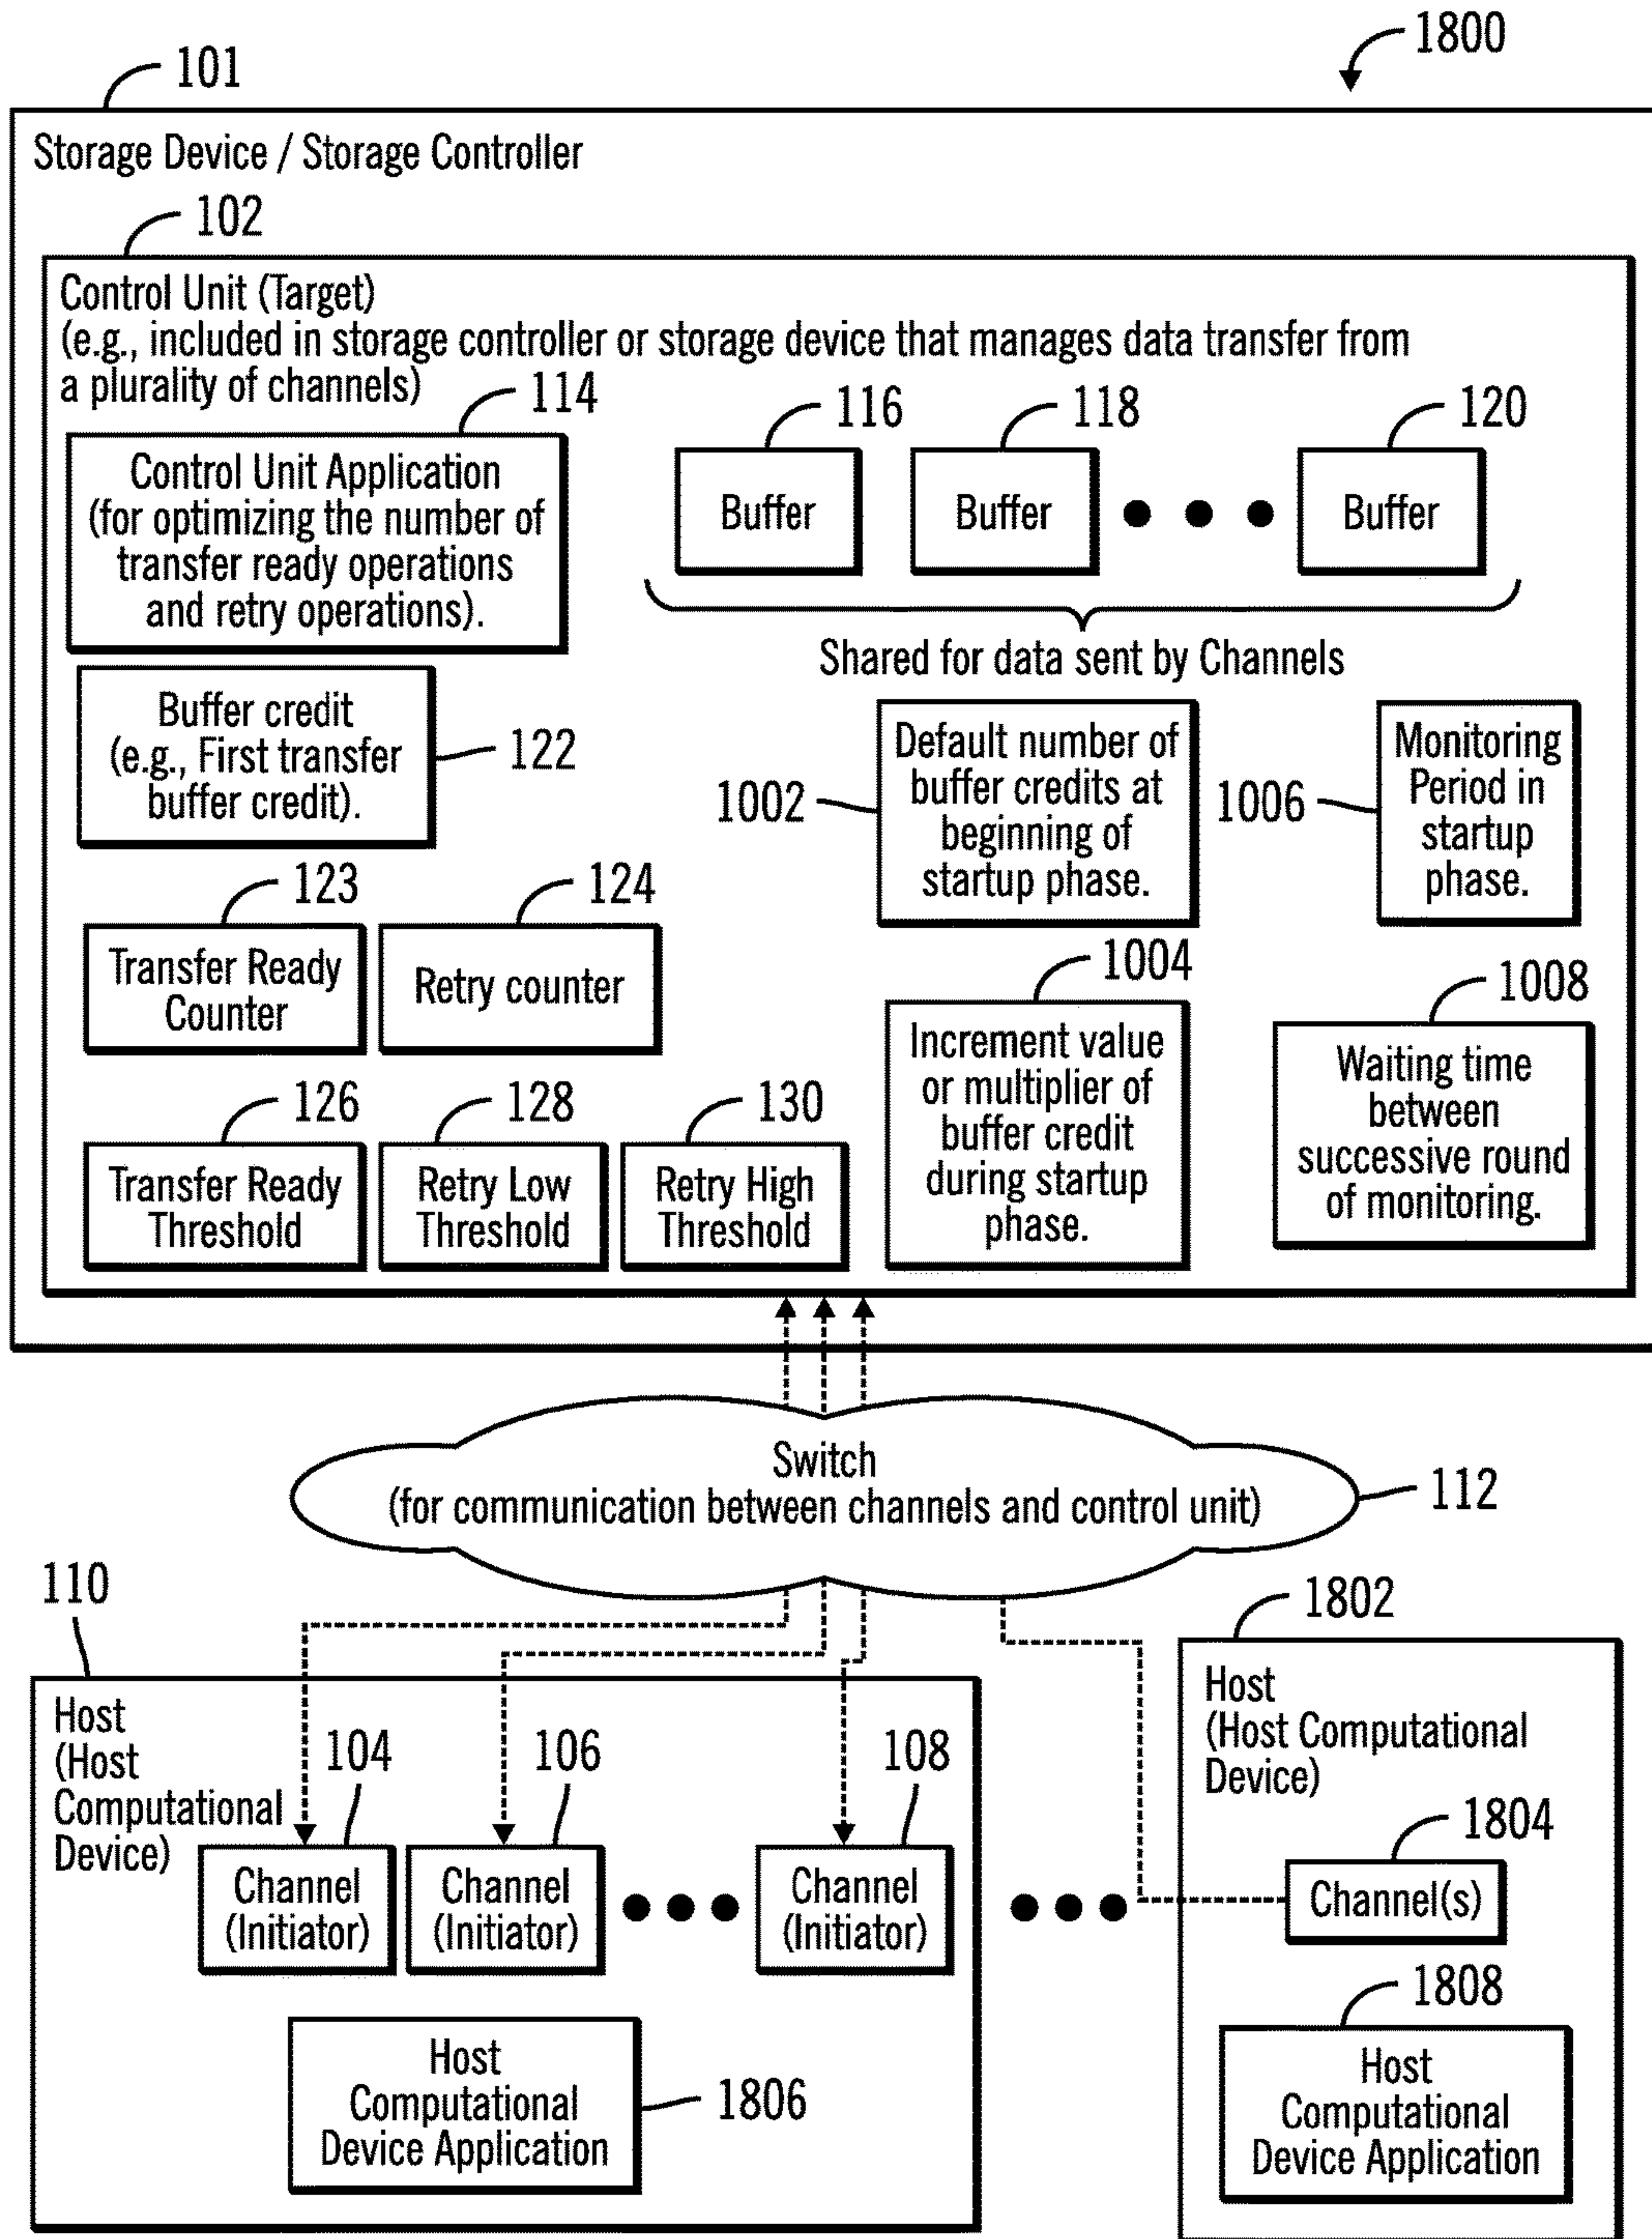 1800
101
Storage Device / Storage Controller
102
Control Unit (Target)
(e.g., included in storage controller or storage device that manages data transfer from
a plurality of channels)
114
Control Unit Application
(for optimizing the number of
transfer ready operations
and retry operations).
116
118
120
Buffer
Buffer
Buffer
Shared for data sent by Channels
Buffer credit
(e.g., First transfer
buffer credit).
122
1002
Default number of
buffer credits at
beginning of
startup phase.
1006
Monitoring
Period in
startup
phase.
123
Transfer Ready
Counter
124
Retry counter
1004
Increment value
or multiplier of
buffer credit
during startup
phase.
1008
Waiting time
between
successive round
of monitoring.
126
Transfer Ready
Threshold
128
Retry Low
Threshold
130
Retry High
Threshold
Switch
(for communication between channels and control unit)
112
110
Host
(Host
Computational
Device)
104
Channel
(Initiator)
106
Channel
(Initiator)
108
Channel
(Initiator)
Host
Computational
Device Application
1806
1802
Host
(Host Computational
Device)
1804
Channel(s)
1808
Host
Computational
Device Application